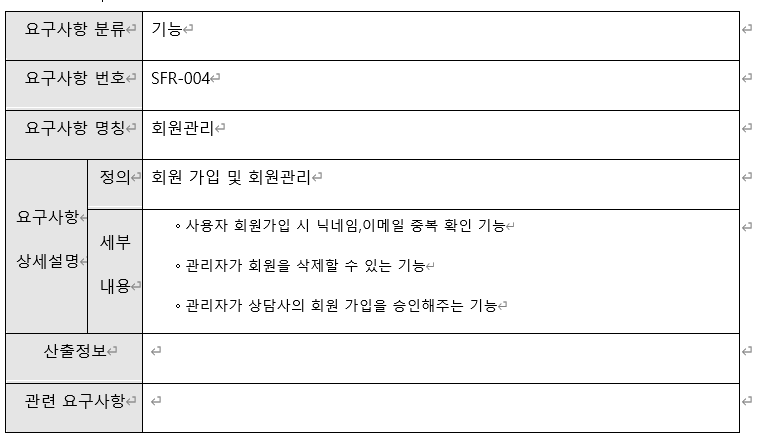 요구사항 분류 기능
요구사항 번호 SFR-004
요구사항 명칭 회원관리
요구사항 상세설명 정의 회원 가입 및 회원관리
세부 내용
◦ 사용자 회원가입 시 닉네임,이메일 중복 확인 기능
◦ 관리자가 회원을 삭제할 수 있는 기능
◦ 관리자가 상담사의 회원 가입을 승인해주는 기능
산출정보
관련 요구사항